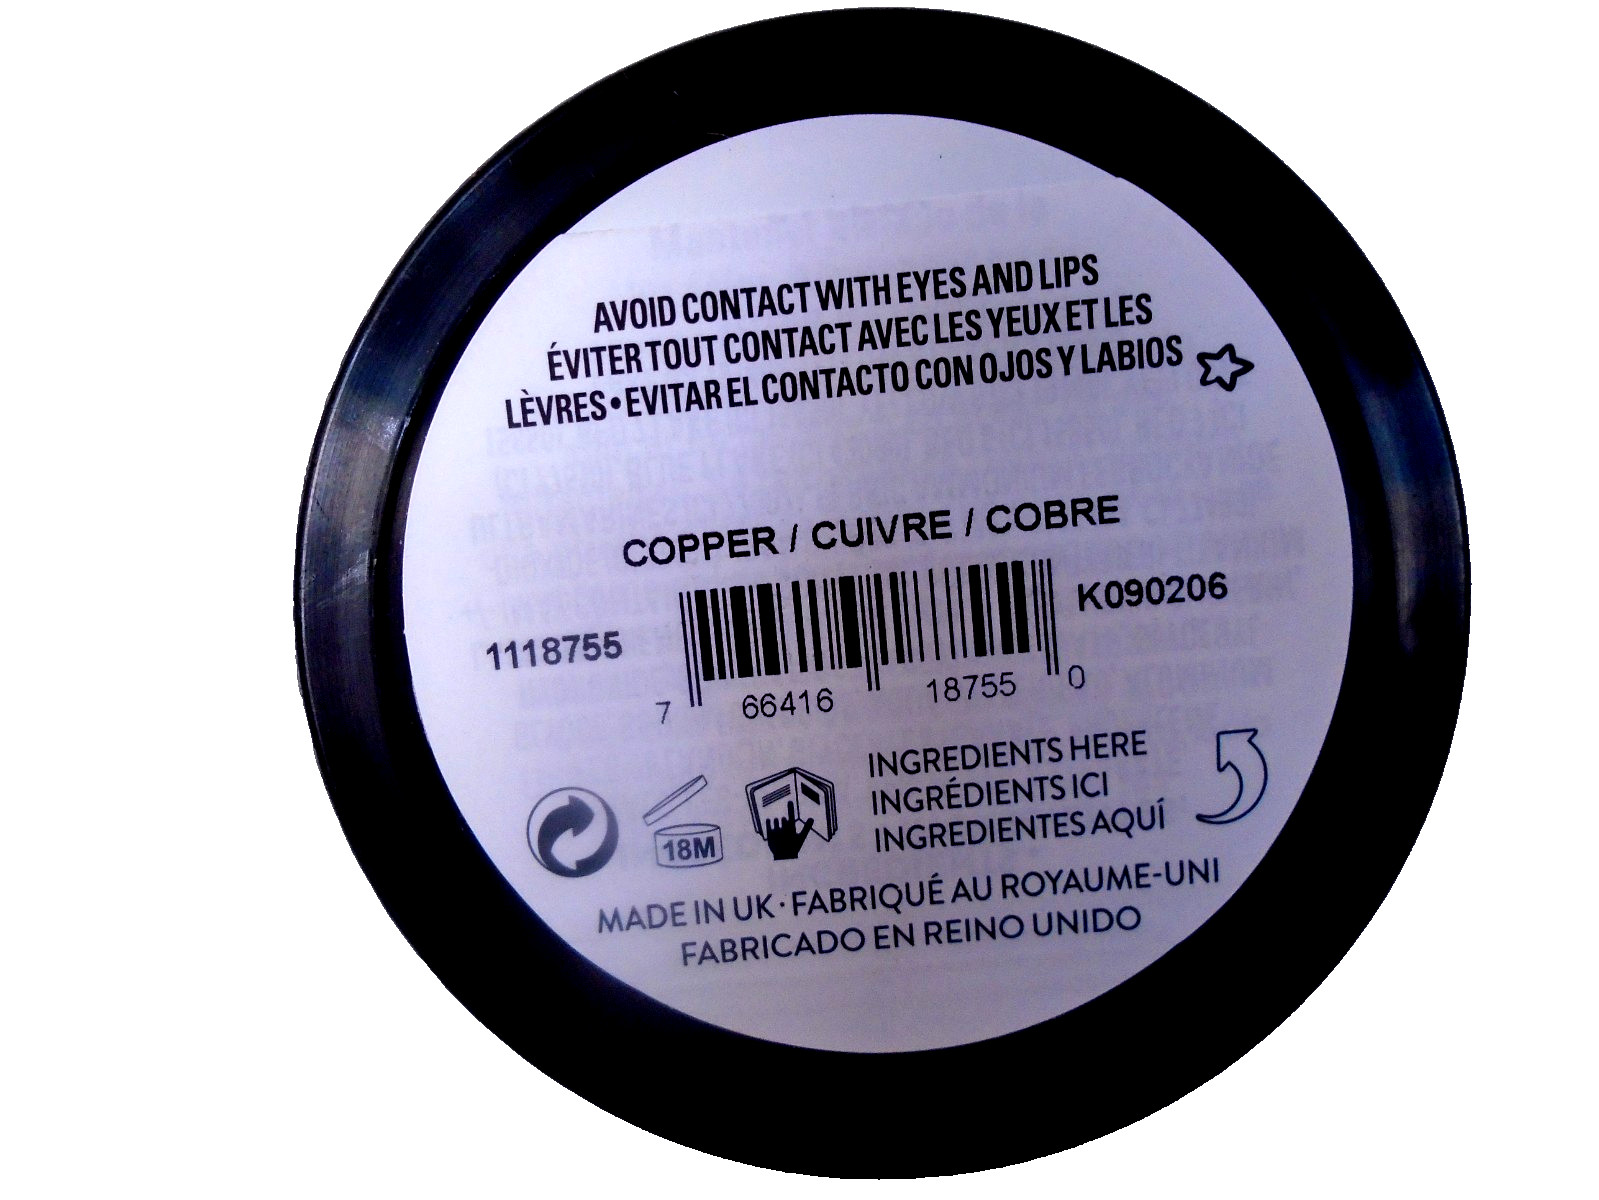 AVOID CONTACT WITH EYES AND LIPS
ÉVITER TOUT CONTACT AVEC LES YEUX ET LES
LÈVRES • EVITAR EL CONTACTO CON OJOS Y LABIOS
COPPER / CUIVRE / COBRE
1118755
K090206
7 66416 18755 0
18M
INGREDIENTS HERE
INGRÉDIENTS ICI
INGREDIENTES AQUÍ
MADE IN UK · FABRIQUÉ AU ROYAUME-UNI
FABRICADO EN REINO UNIDO